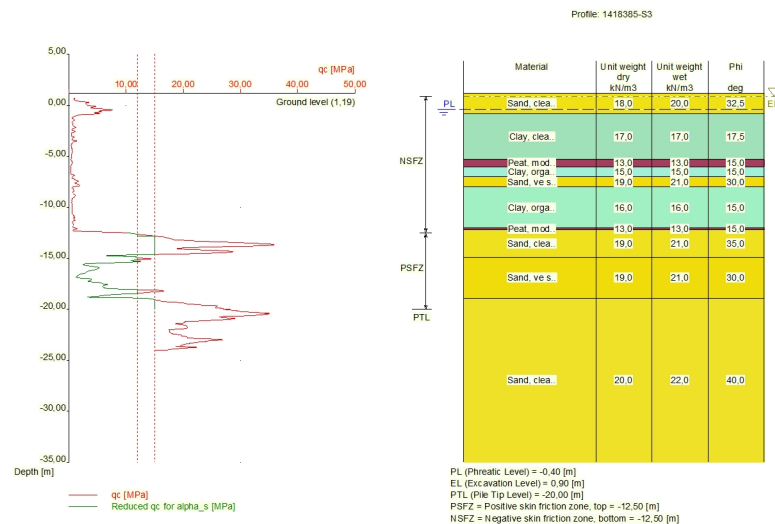 Profile: 1418385-S3
5,00
qc [MPa]
10,00 20,00 30,00 40,00 50,00
Ground level (1,19)
0,00
-5,00
-10,00
-15,00
-20,00
-25,00
-30,00
-35,00
Depth [m]
qc [MPa]
Reduced qc for alpha_s [MPa]
Material Unit weight dry kN/m3 Unit weight wet kN/m3 Phi deg
PL
NSFZ
PSFZ
PTL
Sand, clea.. 18,0 20,0 32,5
Clay, clea.. 17,0 17,0 17,5
Peat, mod.. 13,0 13,0 15,0
Clay, orga.. 15,0 15,0 15,0
Sand, ve s.. 19,0 21,0 30,0
Clay, orga.. 16,0 16,0 15,0
Peat, mod.. 13,0 13,0 15,0
Sand, clea.. 19,0 21,0 35,0
Sand, ve s.. 19,0 21,0 30,0
Sand, clea.. 20,0 22,0 40,0
PL (Phreatic Level) = -0,40 [m]
EL (Excavation Level) = 0,90 [m]
PTL (Pile Tip Level) = -20,00 [m]
PSFZ = Positive skin friction zone, top = -12,50 [m]
NSFZ = Negative skin friction zone, bottom = -12,50 [m]